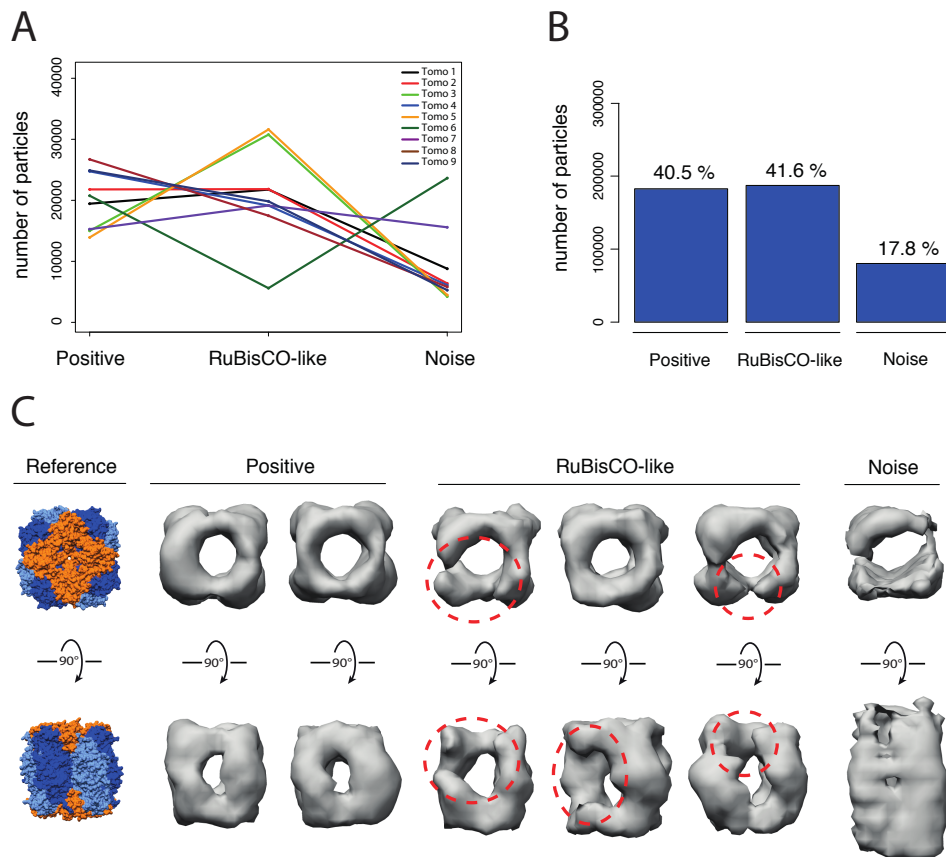 A
number of particles
40000
30000
20000
10000
0
Positive
RuBisCO-like
Noise
Tomo 1
Tomo 2
Tomo 3
Tomo 4
Tomo 5
Tomo 6
Tomo 7
Tomo 8
Tomo 9
B
number of particles
300000
200000
100000
0
40.5 %
41.6 %
17.8 %
Positive
RuBisCO-like
Noise
C
Reference
Positive
RuBisCO-like
Noise
90°
90°
90°
90°
90°
90°
90°